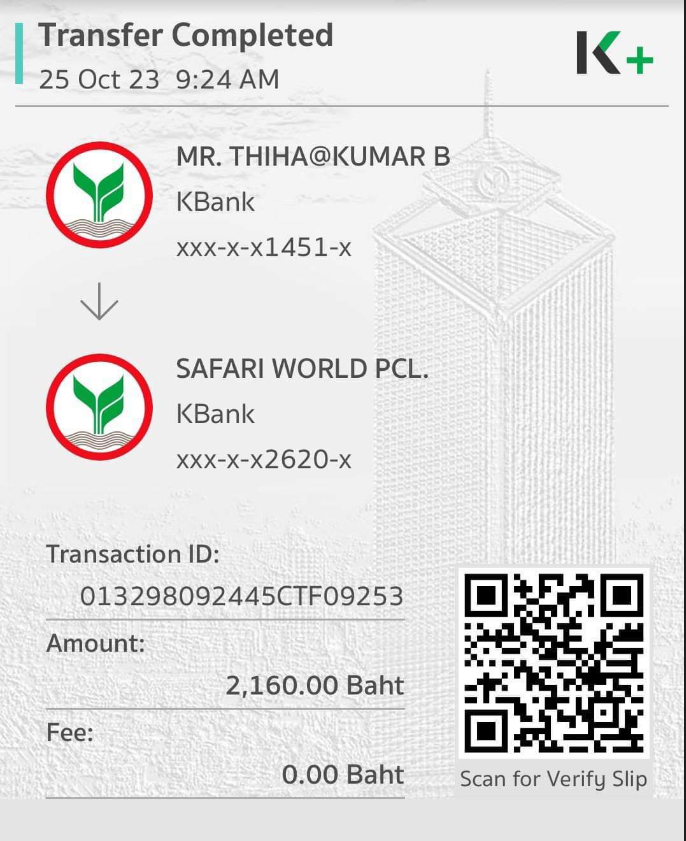 Transfer Completed
25 Oct 23 9:24 AM
K+
MR. THIHA@KUMAR B
KBank
xxx-x-x1451-x
SAFARI WORLD PCL.
KBank
xxx-x-x2620-x
Transaction ID:
013298092445CTF09253
Amount:
2,160.00 Baht
Fee:
0.00 Baht
Scan for Verify Slip